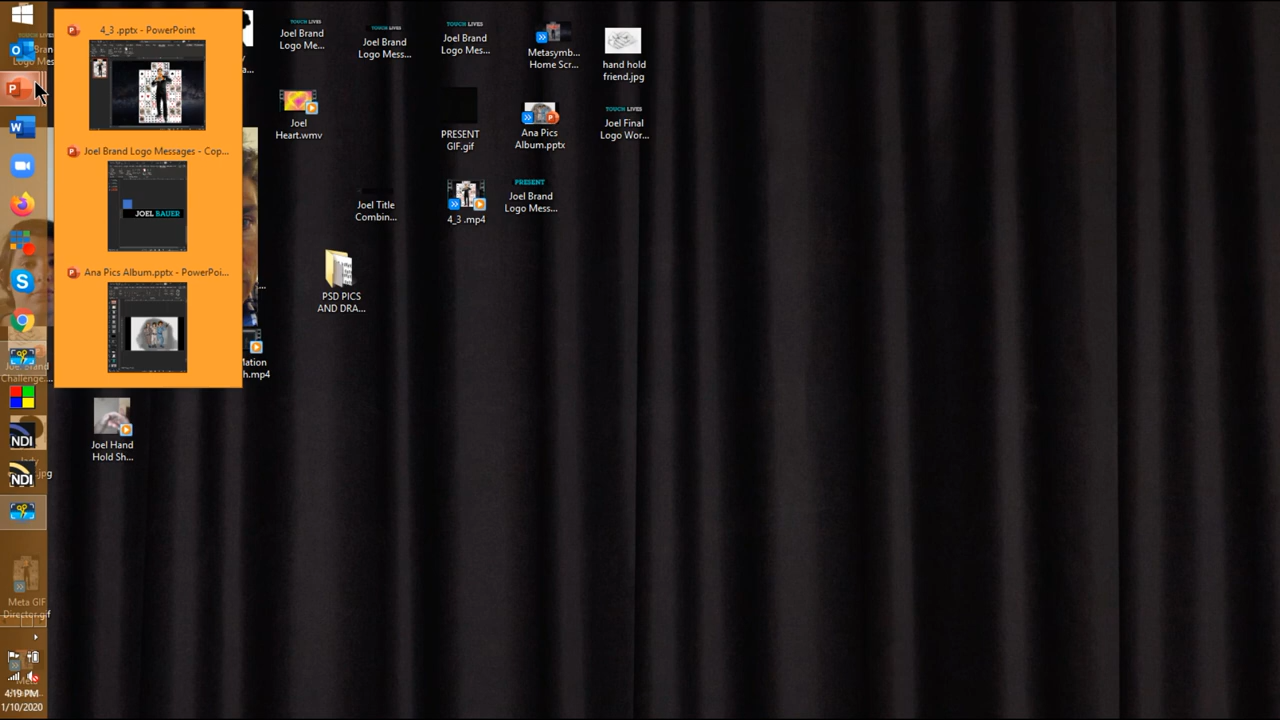 4_3 .pptx - PowerPoint
Joel Brand Logo Messages - Cop...
JOEL BAUER
Ana Pics Album.pptx - PowerPoi...
TOUCH LIVES
Joel Brand
Logo Me...
Joel Brand
Logo Mess...
TOUCH LIVES
Joel Brand
Logo Mes...
Metasymb...
Home Scr...
hand hold
friend.jpg
Joel
Heart.wmv
PRESENT
GIF.gif
Ana Pics
Album.pptx
TOUCH LIVES
Joel Final
Logo Wor...
Joel Title
Combin...
4_3 .mp4
PRESENT
Joel Brand
Logo Mess...
PSD PICS
AND DRA...
Joel Hand
Hold Sh...
NDI
NDI
Meta GIF
Director.gif
4:19 PM
1/10/2020